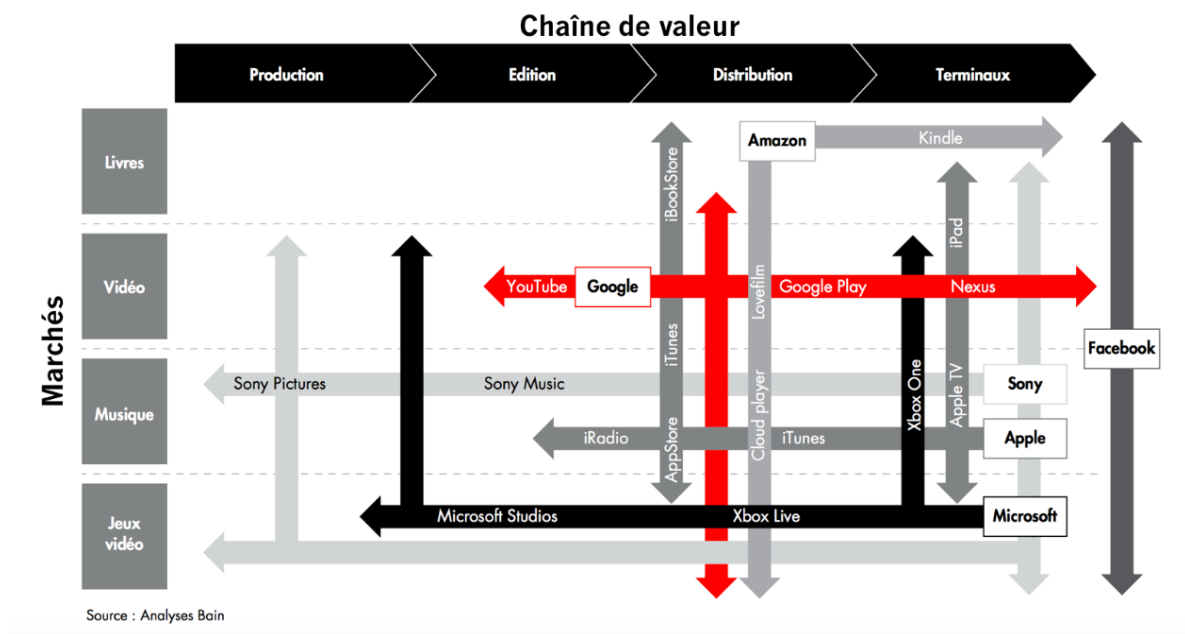 Chaîne de valeur
Production
Edition
Distribution
Terminaux
Marchés
Livres
Amazon
Kindle
iBookStore
iPad
Vidéo
YouTube
Google
Google Play
Nexus
Lovefilm
iTunes
Facebook
Musique
Sony Pictures
Sony Music
Sony
Xbox One
Apple TV
Cloud player
iRadio
AppStore
iTunes
Apple
Jeux
vidéo
Microsoft Studios
Xbox Live
Microsoft
Source : Analyses Bain